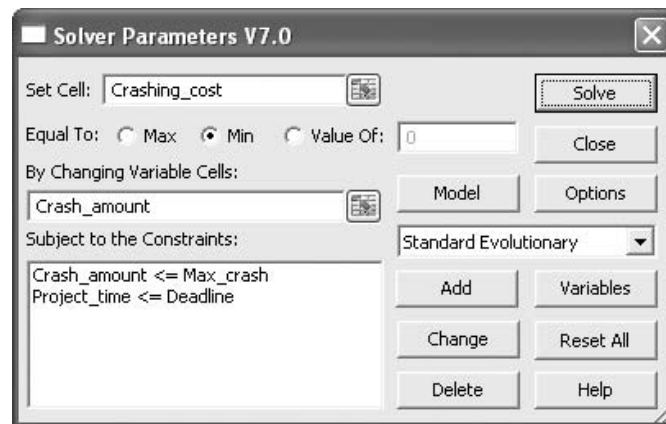 Solver Parameters V7.0
Set Cell: Crashing_cost
Solve
Equal To: Max Min Value Of: 0
Close
By Changing Variable Cells:
Crash_amount
Model
Options
Subject to the Constraints:
Standard Evolutionary
Crash_amount <= Max_crash
Project_time <= Deadline
Add
Variables
Change
Reset All
Delete
Help